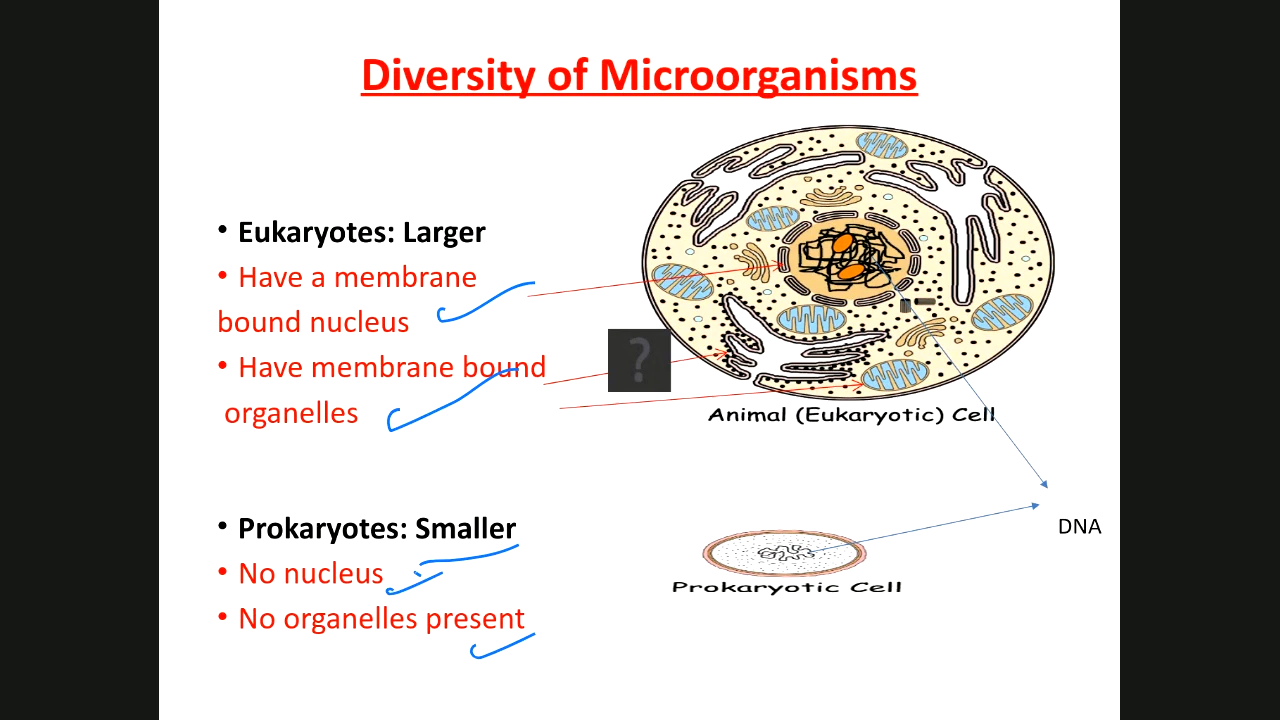 Diversity of Microorganisms
• Eukaryotes: Larger
• Have a membrane
bound nucleus
• Have membrane bound
organelles
?
Animal (Eukaryotic) Cell
• Prokaryotes: Smaller
• No nucleus
• No organelles present
DNA
Prokaryotic Cell